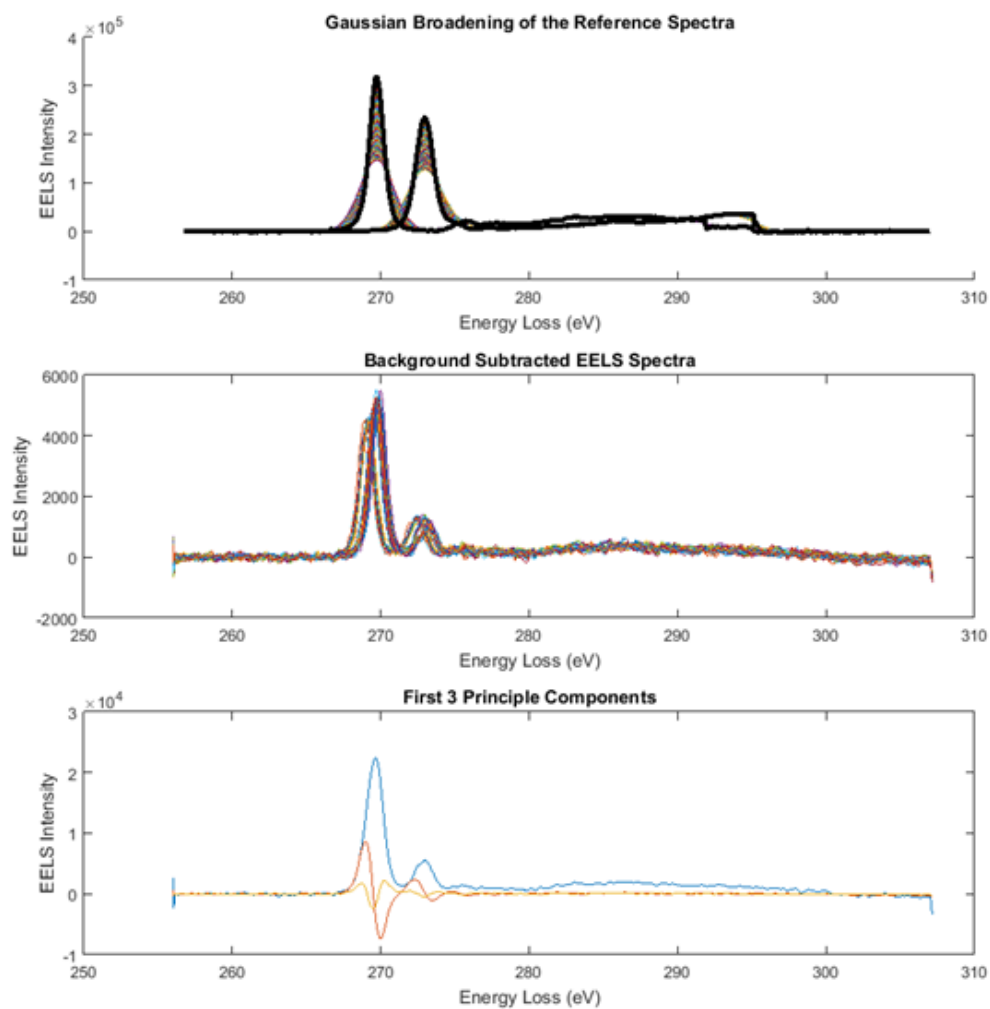 Gaussian Broadening of the Reference Spectra
×10^5
4
3
2
1
0
-1
EELS Intensity
250 260 270 280 290 300 310
Energy Loss (eV)
Background Subtracted EELS Spectra
6000
4000
2000
0
-2000
EELS Intensity
250 260 270 280 290 300 310
Energy Loss (eV)
First 3 Principle Components
×10^4
3
2
1
0
-1
EELS Intensity
250 260 270 280 290 300 310
Energy Loss (eV)